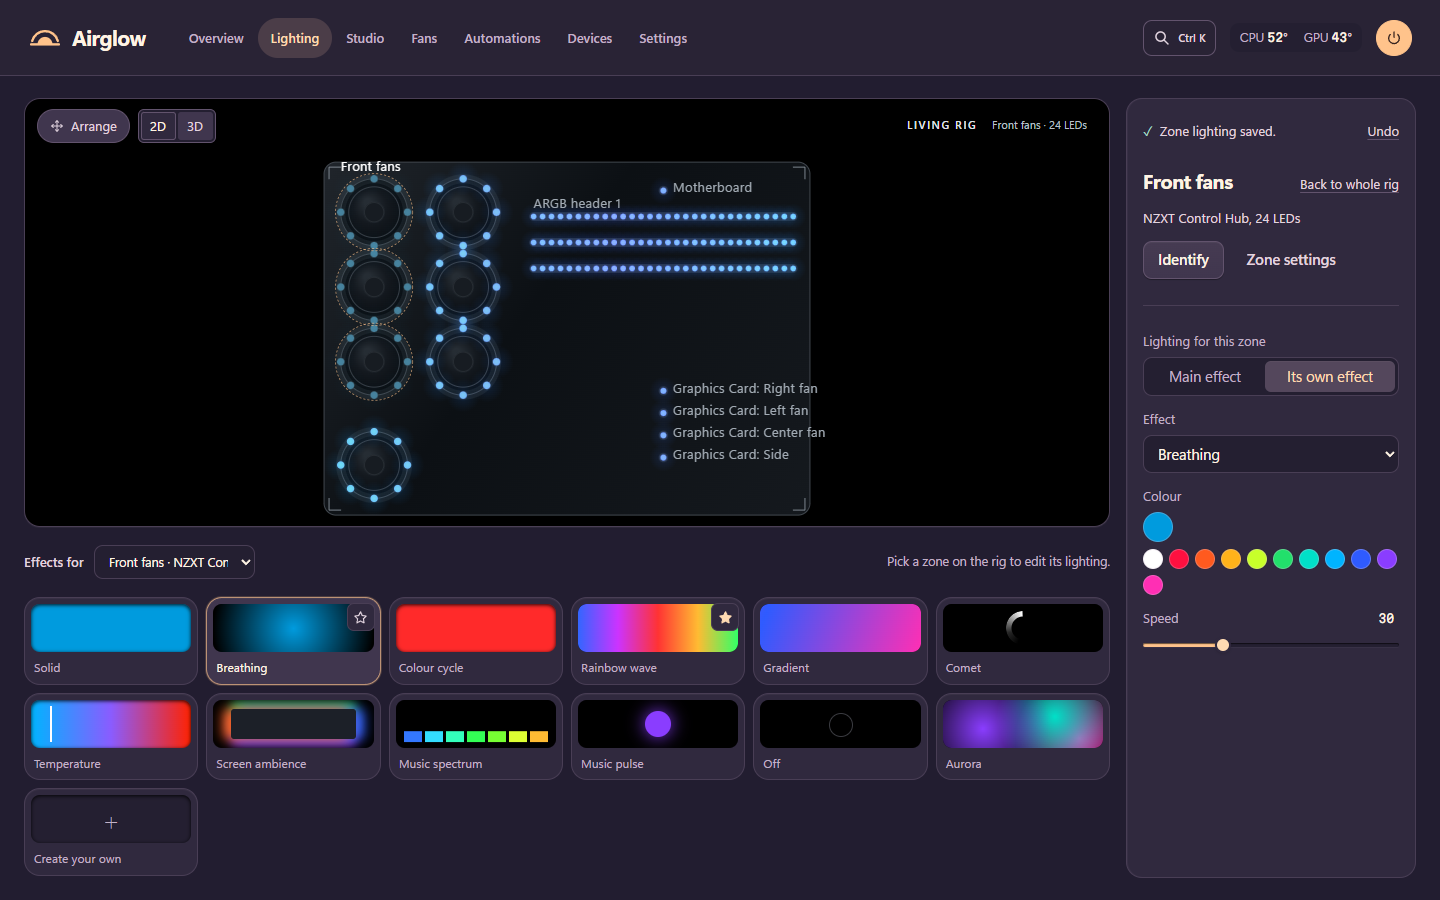 Airglow
Overview
Lighting
Studio
Fans
Automations
Devices
Settings
Ctrl K
CPU 52°
GPU 43°
Arrange
2D
3D
LIVING RIG
Front fans · 24 LEDs
Front fans
Motherboard
ARGB header 1
Graphics Card: Right fan
Graphics Card: Left fan
Graphics Card: Center fan
Graphics Card: Side
Effects for
Front fans · NZXT Con
Pick a zone on the rig to edit its lighting.
Solid
Breathing
Colour cycle
Rainbow wave
Gradient
Comet
Temperature
Screen ambience
Music spectrum
Music pulse
Off
Aurora
Create your own
Zone lighting saved.
Undo
Front fans
Back to whole rig
NZXT Control Hub, 24 LEDs
Identify
Zone settings
Lighting for this zone
Main effect
Its own effect
Effect
Breathing
Colour
Speed
30